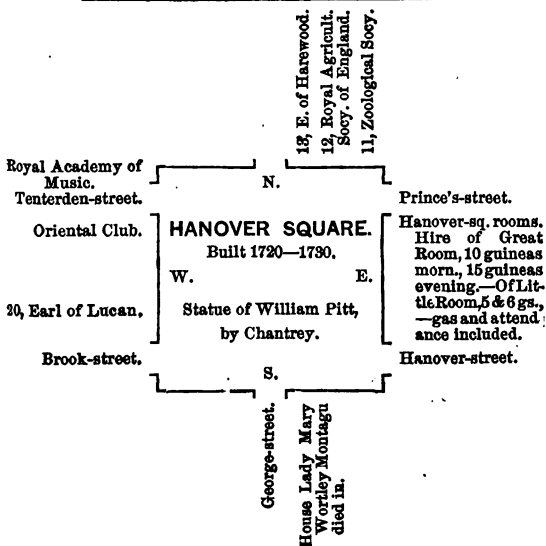 13, E. of Harewood.
12, Royal Agricult.
Socy. of England.
11, Zoological Socy.
Royal Academy of
Music.
Tenterden-street.
N.
Prince's-street.
Oriental Club.
HANOVER SQUARE.
Built 1720—1730.
W.
E.
Hanover-sq. rooms.
Hire of Great
Room, 10 guineas
morn., 15 guineas
evening.—Of Lit-
tle Room, 5 & 6 gs.,
—gas and attend
ance included.
20, Earl of Lucan.
Statue of William Pitt,
by Chantrey.
Brook-street.
S.
Hanover-street.
George-street.
House Lady Mary
Wortley Montagu
died in.